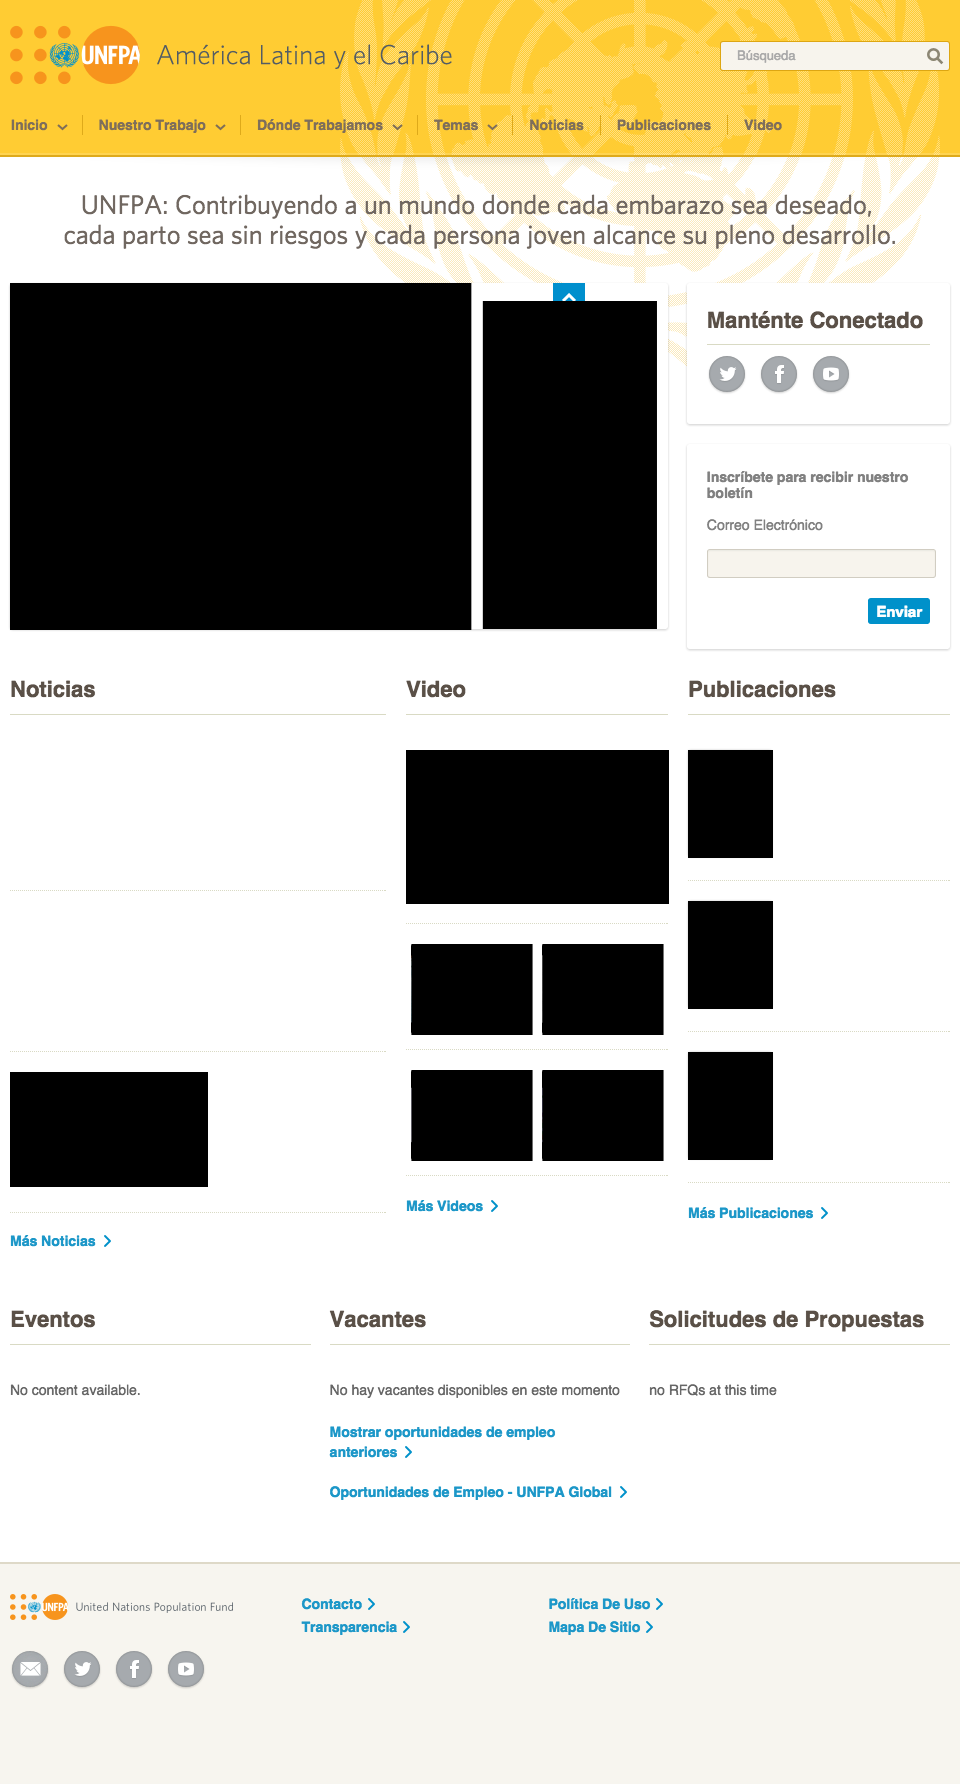 UNFPA
América Latina y el Caribe
Búsqueda
Inicio
Nuestro Trabajo
Dónde Trabajamos
Temas
Noticias
Publicaciones
Video
UNFPA: Contribuyendo a un mundo donde cada embarazo sea deseado,
cada parto sea sin riesgos y cada persona joven alcance su pleno desarrollo.
Manténte Conectado
Inscríbete para recibir nuestro
boletín
Correo Electrónico
Enviar
Noticias
Más Noticias
Video
Más Videos
Publicaciones
Más Publicaciones
Eventos
No content available.
Vacantes
No hay vacantes disponibles en este momento
Mostrar oportunidades de empleo
anteriores
Oportunidades de Empleo - UNFPA Global
Solicitudes de Propuestas
no RFQs at this time
UNFPA
United Nations Population Fund
Contacto
Transparencia
Política De Uso
Mapa De Sitio